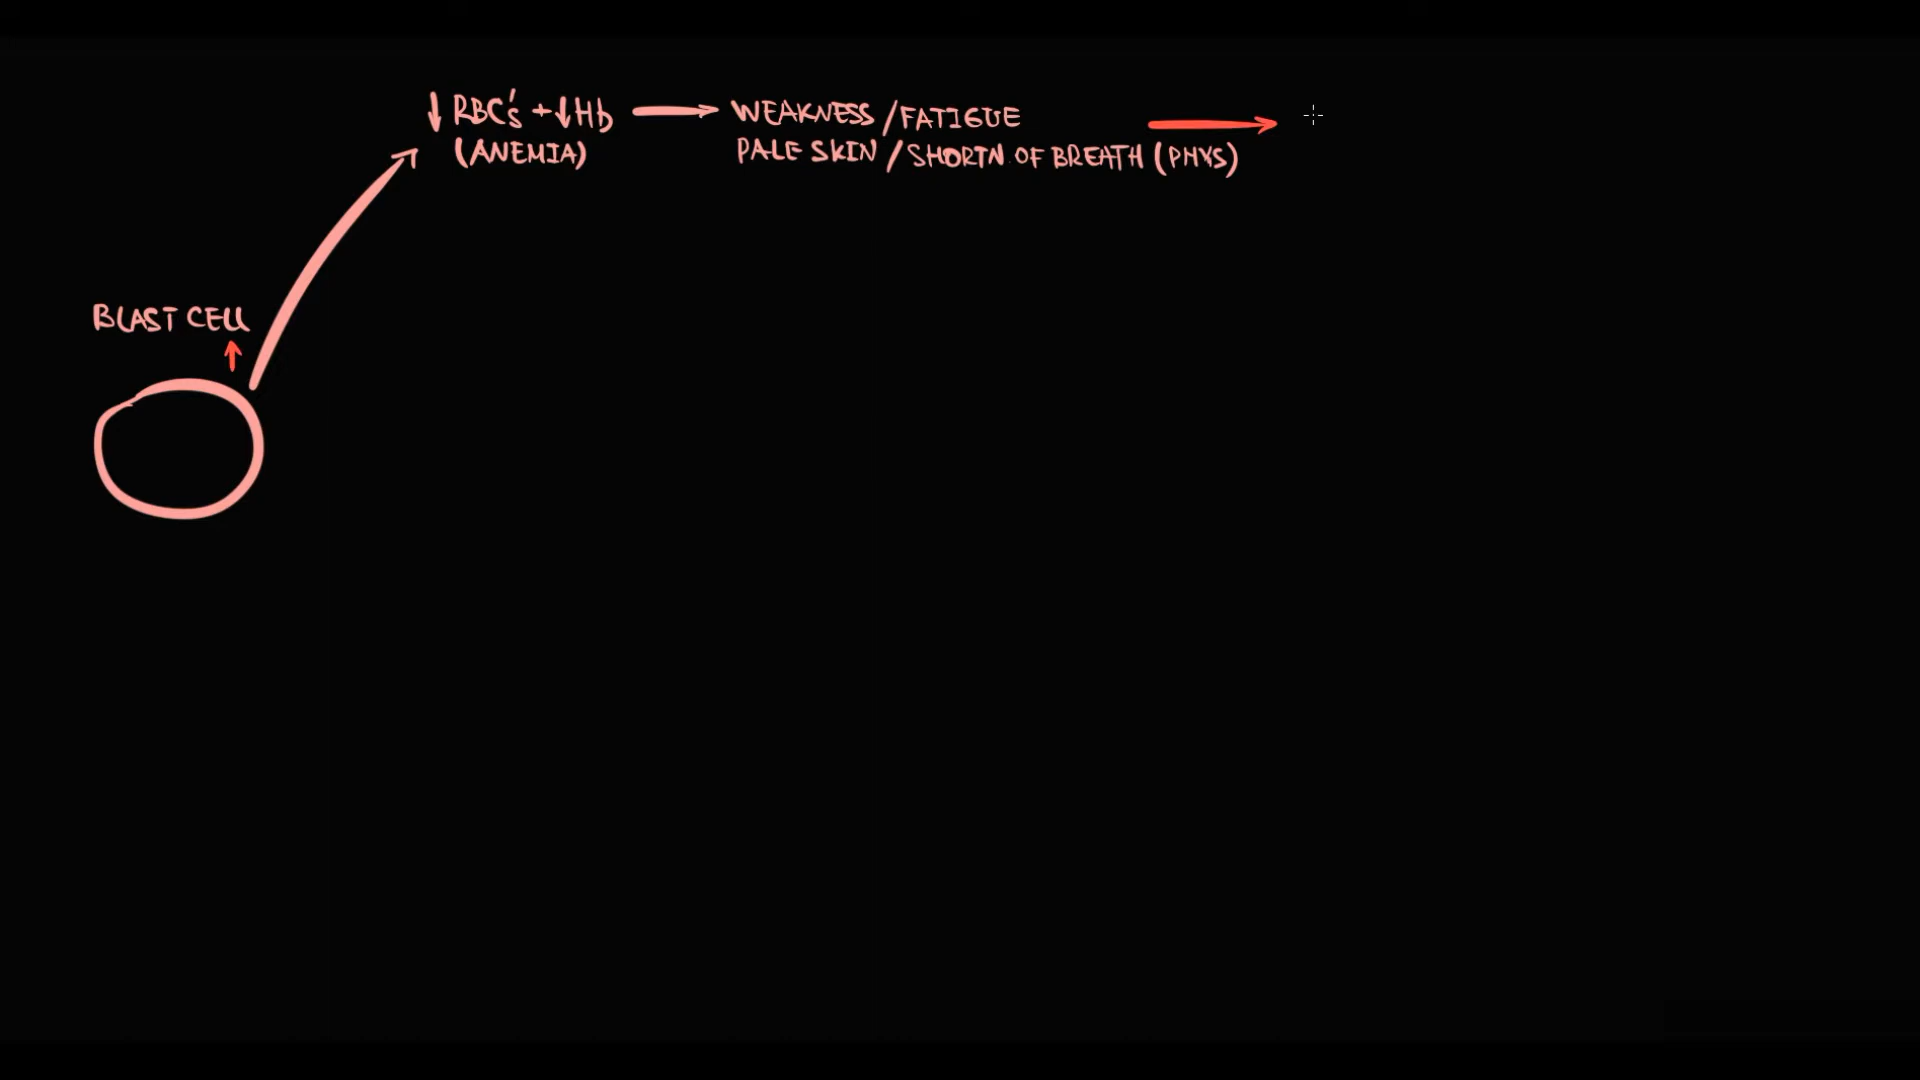 ↓ RBC's + ↓Hb → WEAKNESS / FATIGUE →
(ANEMIA) PALE SKIN / SHORTN. OF BREATH (PHYS)
BLAST CELL
↑